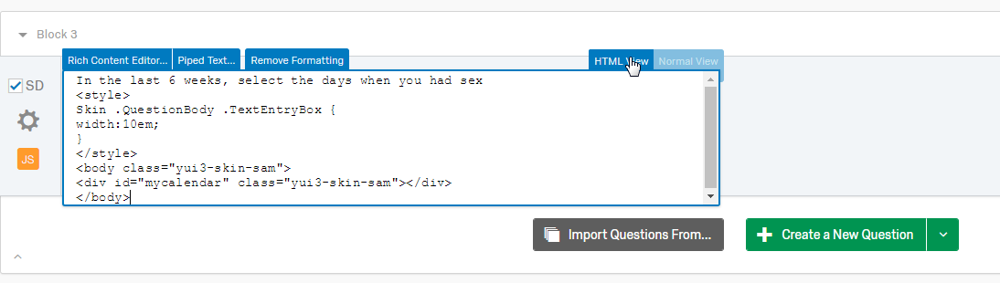 Block 3
Rich Content Editor... Piped Text... Remove Formatting HTML View Normal View
SD
JS
In the last 6 weeks, select the days when you had sex
<style>
Skin .QuestionBody .TextEntryBox {
width:10em;
}
</style>
<body class="yui3-skin-sam">
<div id="mycalendar" class="yui3-skin-sam"></div>
</body>
Import Questions From... Create a New Question